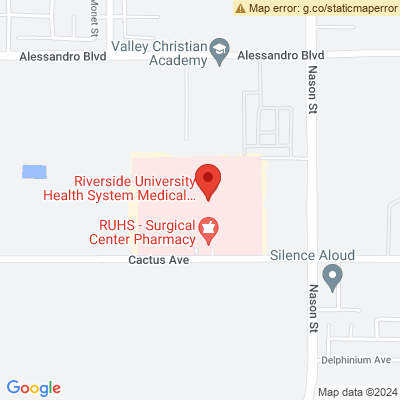 Map error: g.co/staticmaperror
Monet St
Alessandro Blvd
Valley Christian
Academy
Alessandro Blvd
Nason St
Riverside University
Health System Medical...
RUHS - Surgical
Center Pharmacy
Cactus Ave
Silence Aloud
Nason St
Delphinium Ave
Google
Map data ©2024